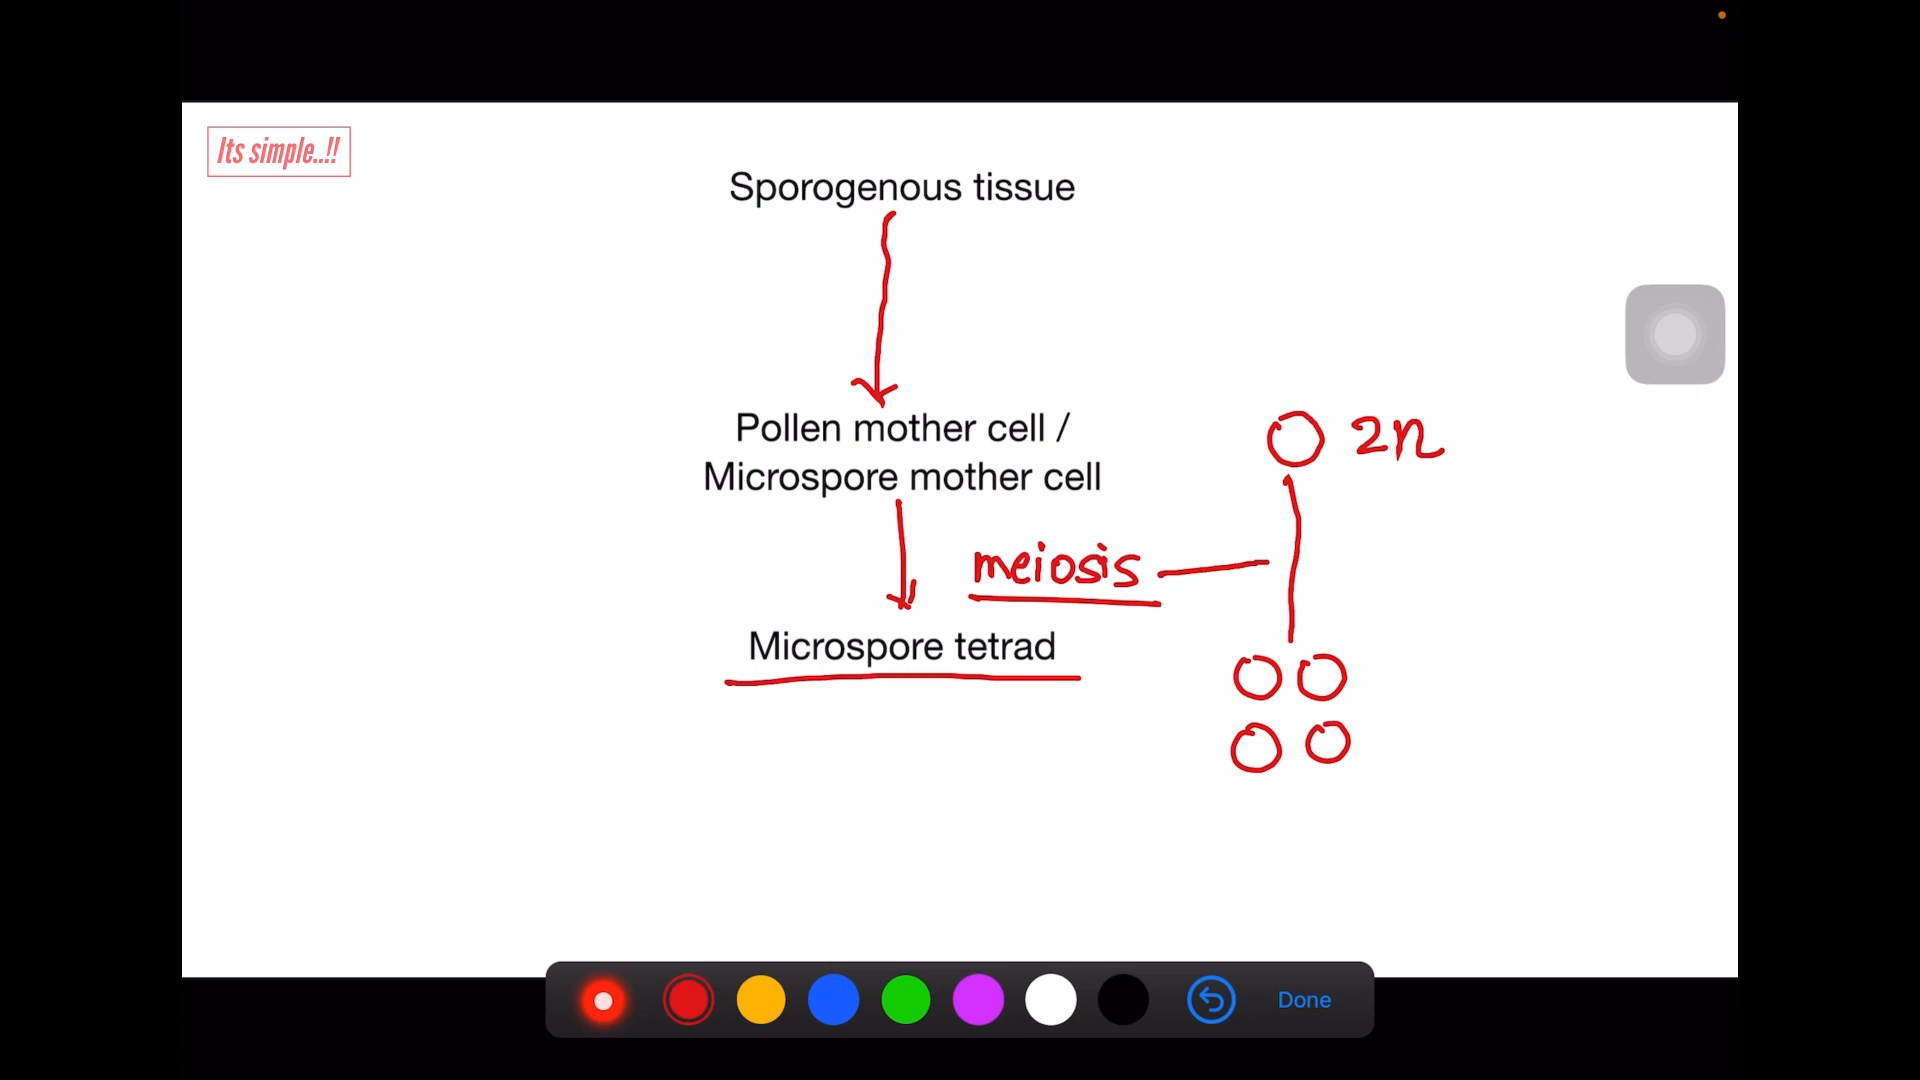 Its simple..!!
Sporogenous tissue
Pollen mother cell /
Microspore mother cell
2n
meiosis
Microspore tetrad
Done